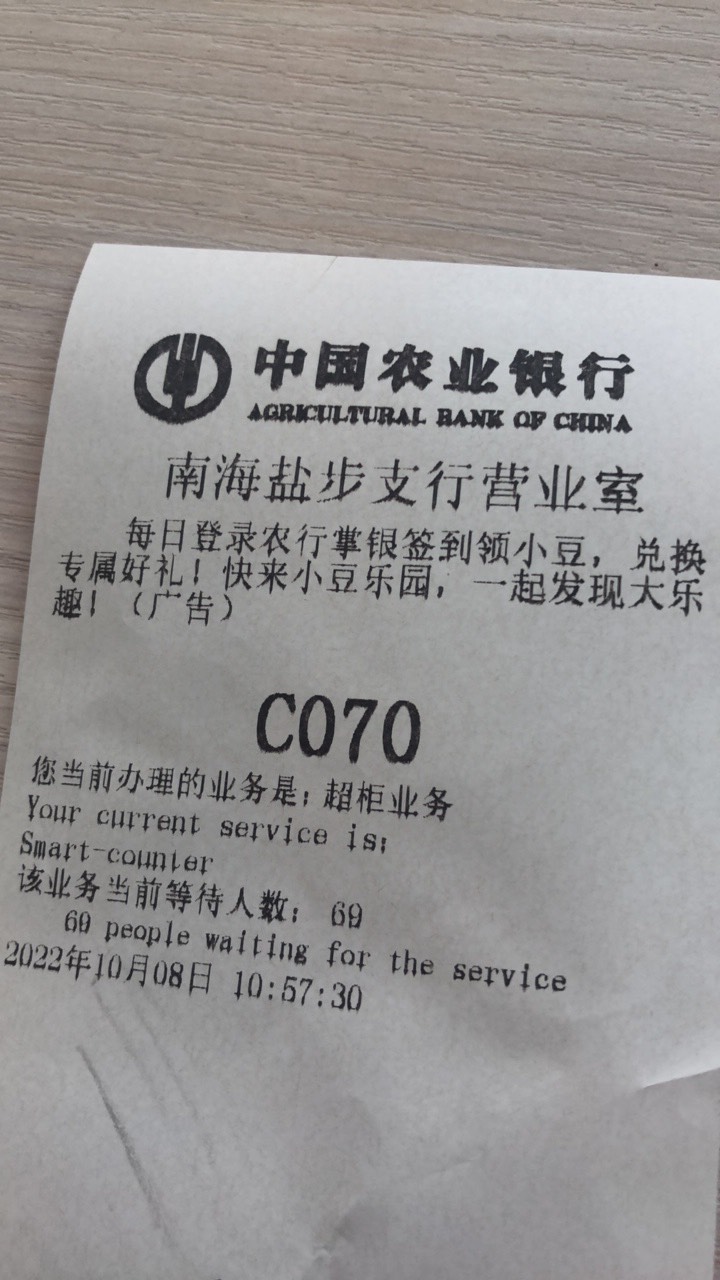 中国农业银行
AGRICULTURAL BANK OF CHINA
南海盐步支行营业室
每日登录农行掌银签到领小豆，兑换
专属好礼！快来小豆乐园，一起发现大乐
趣！（广告）
C070
您当前办理的业务是：超柜业务
Your current service is:
Smart-counter
该业务当前等待人数： 69
69 people waiting for the service
2022年10月08日 10:57:30